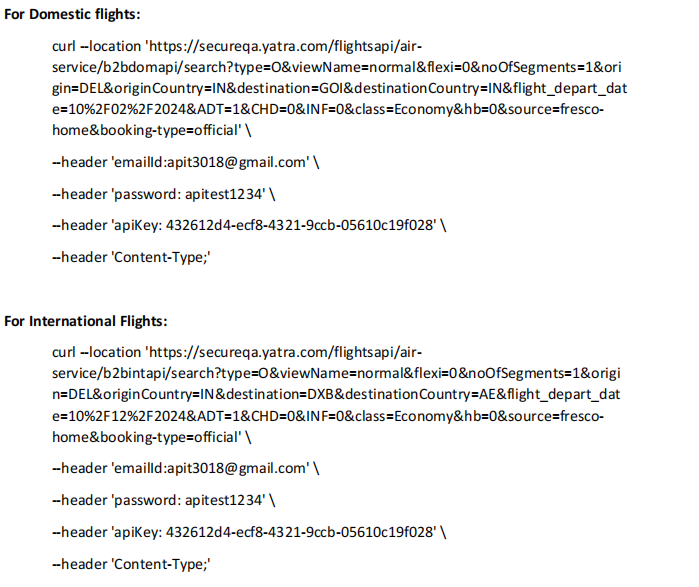 For Domestic flights:
curl --location 'https://secureqa.yatra.com/flightsapi/air-
service/b2bdomapi/search?type=O&viewName=normal&flexi=0&noOfSegments=1&ori
gin=DEL&originCountry=IN&destination=GOI&destinationCountry=IN&flight_depart_dat
e=10%2F02%2F2024&ADT=1&CHD=0&INF=0&class=Economy&hb=0&source=fresco-
home&booking-type=official' \
--header 'emailId:apit3018@gmail.com' \
--header 'password: apitest1234' \
--header 'apiKey: 432612d4-ecf8-4321-9ccb-05610c19f028' \
--header 'Content-Type;'
For International Flights:
curl --location 'https://secureqa.yatra.com/flightsapi/air-
service/b2bintapi/search?type=O&viewName=normal&flexi=0&noOfSegments=1&origi
n=DEL&originCountry=IN&destination=DXB&destinationCountry=AE&flight_depart_dat
e=10%2F12%2F2024&ADT=1&CHD=0&INF=0&class=Economy&hb=0&source=fresco-
home&booking-type=official' \
--header 'emailId:apit3018@gmail.com' \
--header 'password: apitest1234' \
--header 'apiKey: 432612d4-ecf8-4321-9ccb-05610c19f028' \
--header 'Content-Type;'